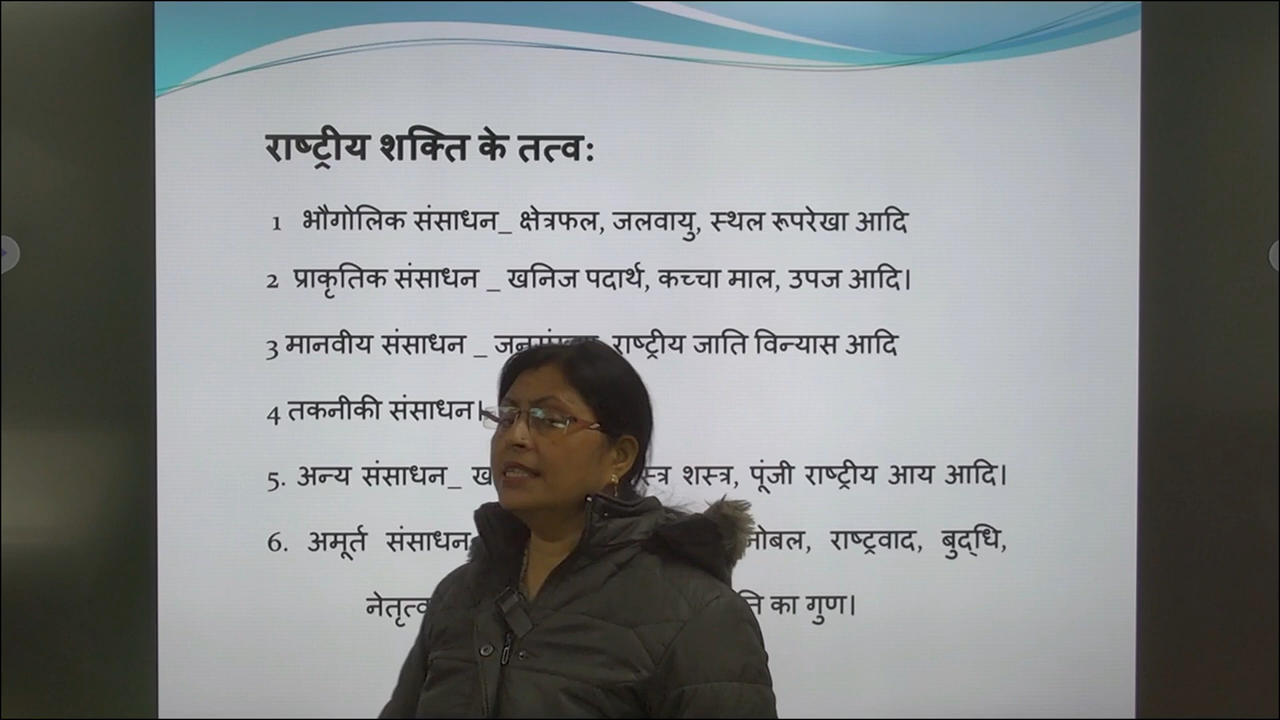 राष्ट्रीय शक्ति के तत्व:
1 भौगोलिक संसाधन_ क्षेत्रफल, जलवायु, स्थल रूपरेखा आदि
2 प्राकृतिक संसाधन _ खनिज पदार्थ, कच्चा माल, उपज आदि।
3 मानवीय संसाधन _ राष्ट्रीय जाति विन्यास आदि
4 तकनीकी संसाधन।
5. अन्य संसाधन_ शस्त्र, पूंजी राष्ट्रीय आय आदि।
6. अमूर्त संसाधन राष्ट्रवाद, बुद्धि,
का गुण।